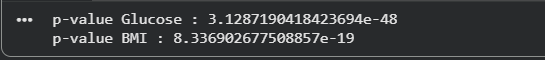 p-value Glucose : 3.1287190418423694e-48
p-value BMI : 8.336902677508857e-19